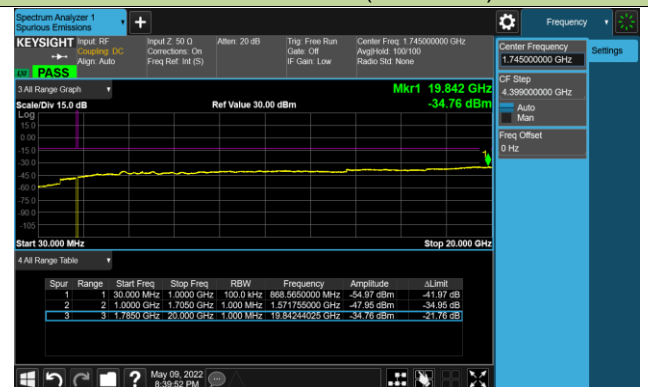 Spectrum Analyzer 1
Spurious Emissions
Frequency
KEYSIGHT Input: RF
Coupling: DC
Align: Auto
Input Z: 50 Ω
Corrections: On
Freq Ref: Int (S)
Atten: 20 dB
Trig: Free Run
Gate: Off
IF Gain: Low
Center Freq: 1.745000000 GHz
Avg|Hold: 100/100
Radio Std: None
PASS
Center Frequency
1.745000000 GHz
Settings
CF Step
4.399000000 GHz
Auto
Man
Freq Offset
0 Hz
3 All Range Graph
Mkr1 19.842 GHz
Scale/Div 15.0 dB
Ref Value 30.00 dBm
-34.76 dBm
Log
15.0
0.00
-15.0
-30.0
-45.0
-60.0
-75.0
-90.0
-105
1
Start 30.000 MHz
Stop 20.000 GHz
4 All Range Table
Spur Range Start Freq Stop Freq RBW Frequency Amplitude ΔLimit
1 1 30.000 MHz 1.0000 GHz 100.0 kHz 868.5650000 MHz -54.97 dBm -41.97 dB
2 2 1.0000 GHz 1.7050 GHz 1.000 MHz 1.571755000 GHz -47.95 dBm -34.95 dB
3 3 1.7850 GHz 20.000 GHz 1.000 MHz 19.84244025 GHz -34.76 dBm -21.76 dB
May 09, 2022
8:39:52 PM